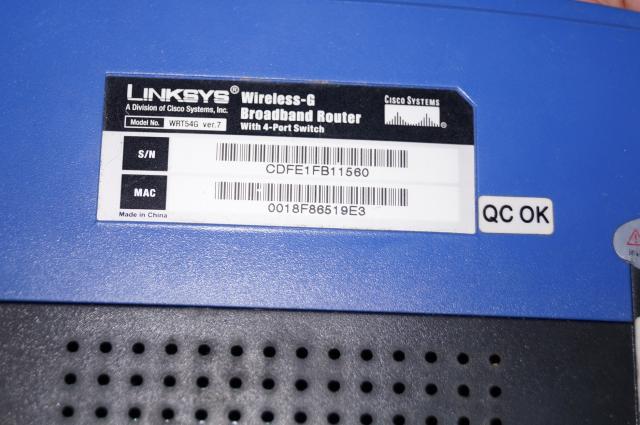 LINKSYS®
A Division of Cisco Systems, Inc.
Model No. WRT54G ver.7
Wireless-G
Broadband Router
With 4-Port Switch
CISCO SYSTEMS
®
S/N
CDFE1FB11560
MAC
0018F86519E3
Made in China
QC OK